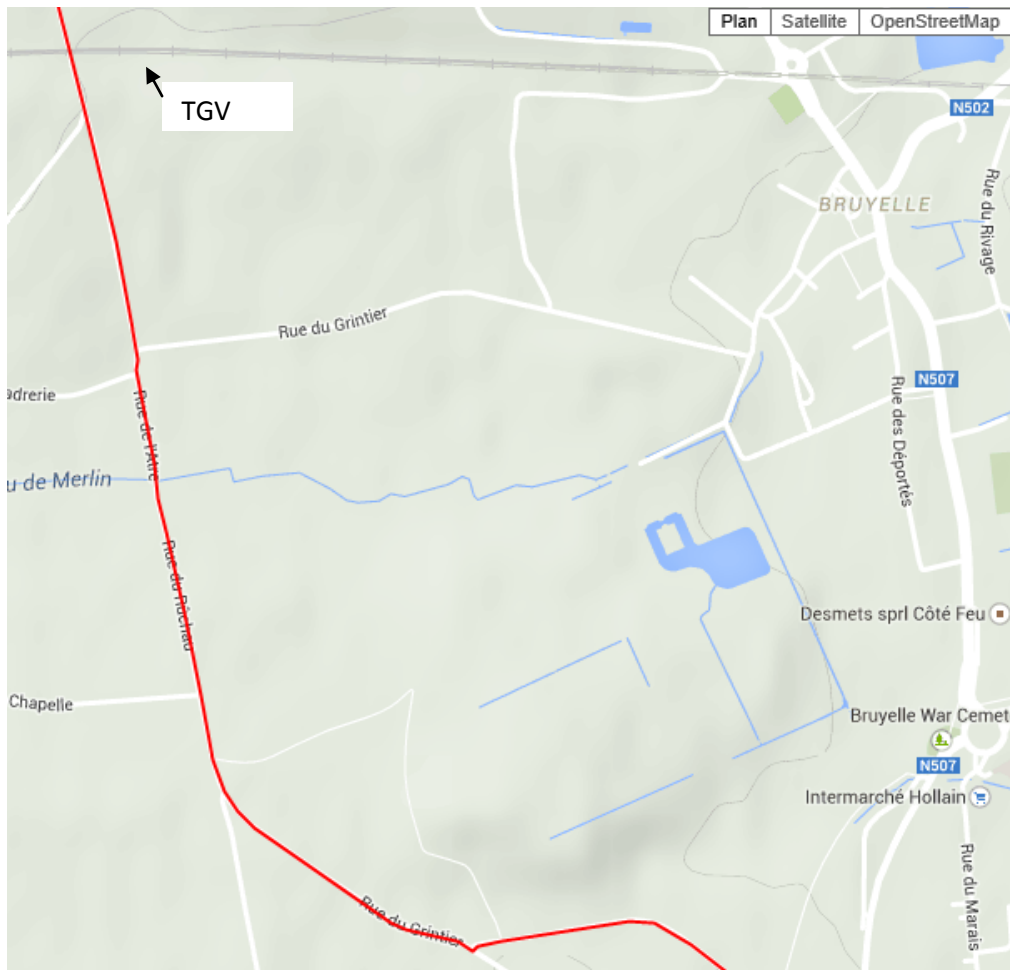 Plan Satellite OpenStreetMap
TGV
N502
BRUYELLE
Rue du Rivage
Rue du Grintier
N507
adrerie
Rue de l'Atre
Rue des Déportés
u de Merlin
Rue du Rûchau
Desmets sprl Côté Feu
Chapelle
Bruyelle War Cemet
N507
Intermarché Hollain
Rue du Marais
Rue du Grintier